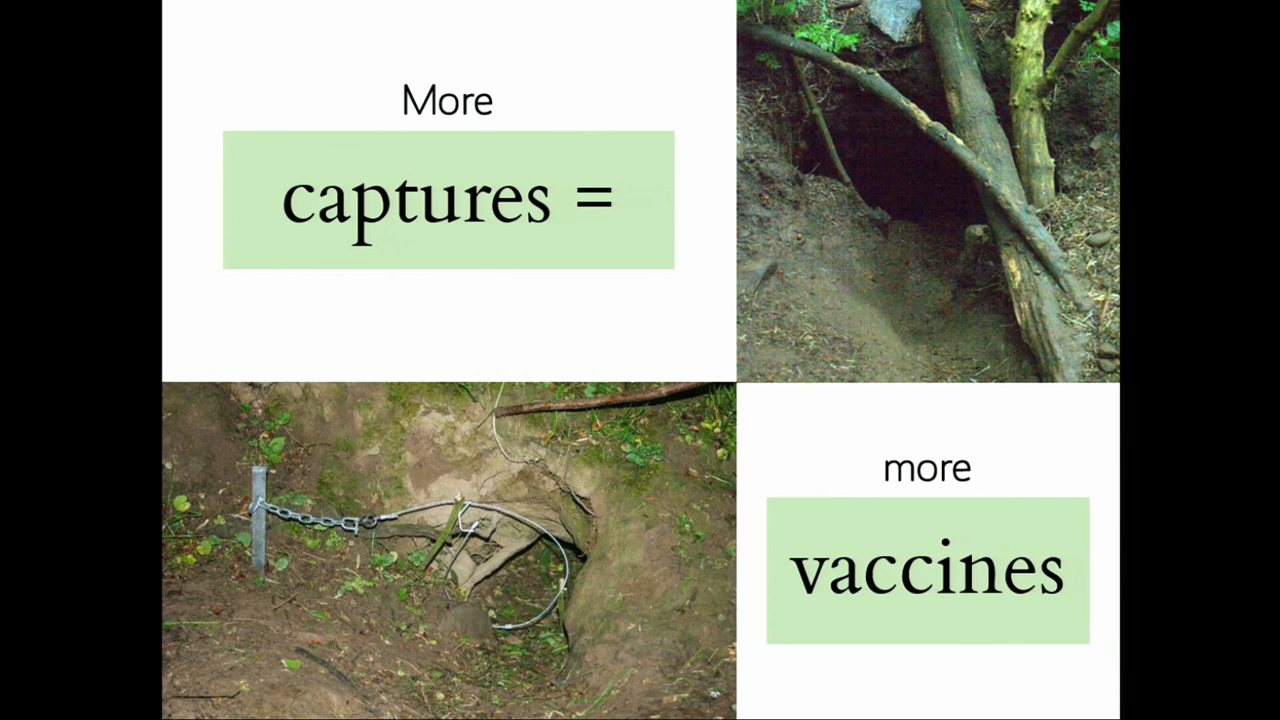 More
captures =
more
vaccines